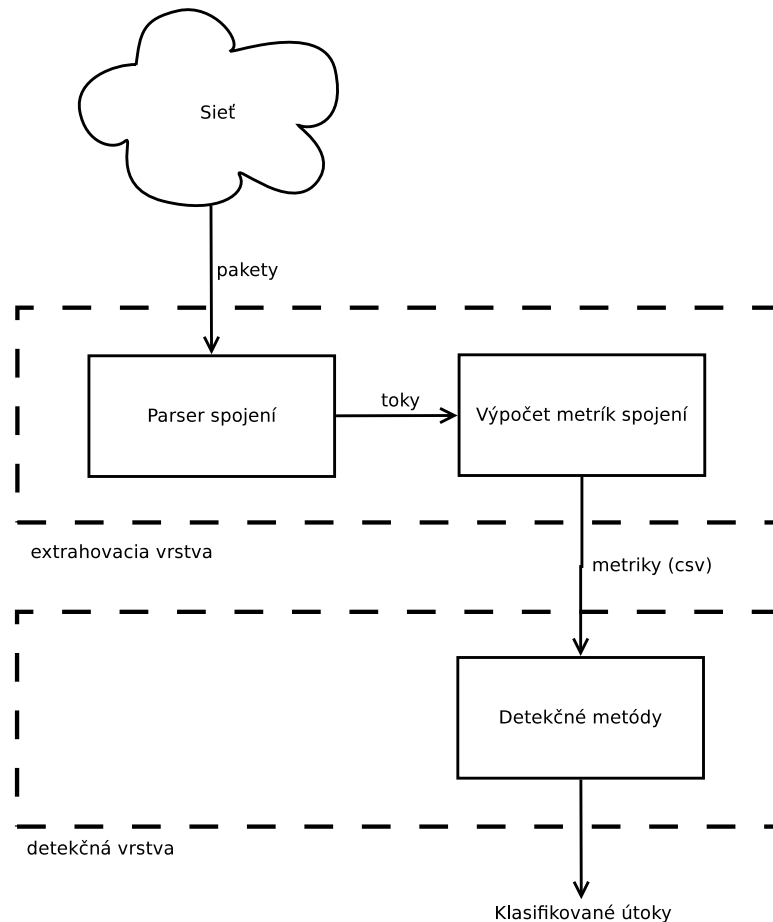 Sieť
pakety
Parser spojení
toky
Výpočet metrík spojení
extrahovacia vrstva
metriky (csv)
Detekčné metódy
detekčná vrstva
Klasifikované útoky